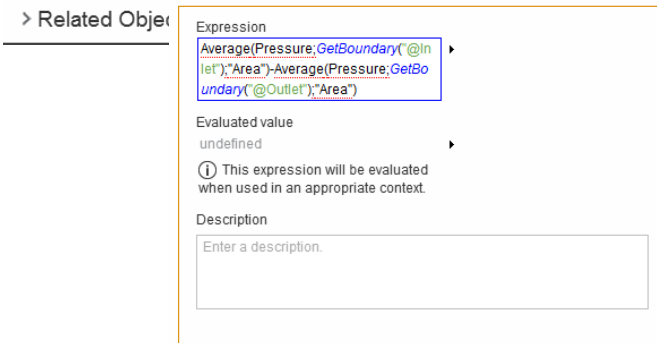 > Related Objec
Expression
Average(Pressure;GetBoundary("@In
let");"Area")-Average(Pressure;GetBo
undary("@Outlet");"Area")
Evaluated value
undefined
This expression will be evaluated
when used in an appropriate context.
Description
Enter a description.